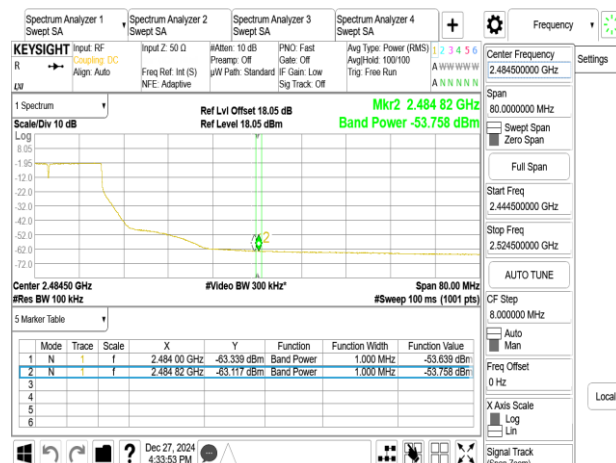 Spectrum Analyzer 1
Swept SA
Spectrum Analyzer 2
Swept SA
Spectrum Analyzer 3
Swept SA
Spectrum Analyzer 4
Swept SA
+
Frequency
KEYSIGHT
R
Input: RF
Coupling: DC
Align: Auto
Input Z: 50 Ω
Freq Ref: Int (S)
NFE: Adaptive
#Atten: 10 dB
Preamp: Off
µW Path: Standard
PNO: Fast
Gate: Off
IF Gain: Low
Sig Track: Off
Avg Type: Power (RMS)
Avg|Hold: 100/100
Trig: Free Run
1 2 3 4 5 6
A W W W W W
A N N N N N
Center Frequency
2.484500000 GHz
Settings
Span
80.0000000 MHz
Swept Span
Zero Span
Full Span
Start Freq
2.444500000 GHz
Stop Freq
2.524500000 GHz
AUTO TUNE
CF Step
8.000000 MHz
Auto
Man
Freq Offset
0 Hz
X Axis Scale
Log
Lin
Signal Track
(Span Zoom)
Local
1 Spectrum
Scale/Div 10 dB
Ref Lvl Offset 18.05 dB
Ref Level 18.05 dBm
Mkr2 2.484 82 GHz
Band Power -53.758 dBm
Log
8.05
-1.95
-12.0
-22.0
-32.0
-42.0
-52.0
-62.0
-72.0
2
Center 2.48450 GHz
#Res BW 100 kHz
#Video BW 300 kHz*
Span 80.00 MHz
#Sweep 100 ms (1001 pts)
5 Marker Table
Mode Trace Scale X Y Function Function Width Function Value
1 N 1 f 2.484 00 GHz -63.339 dBm Band Power 1.000 MHz -53.639 dBm
2 N 1 f 2.484 82 GHz -63.117 dBm Band Power 1.000 MHz -53.758 dBm
3
4
5
6
?
Dec 27, 2024
4:33:53 PM